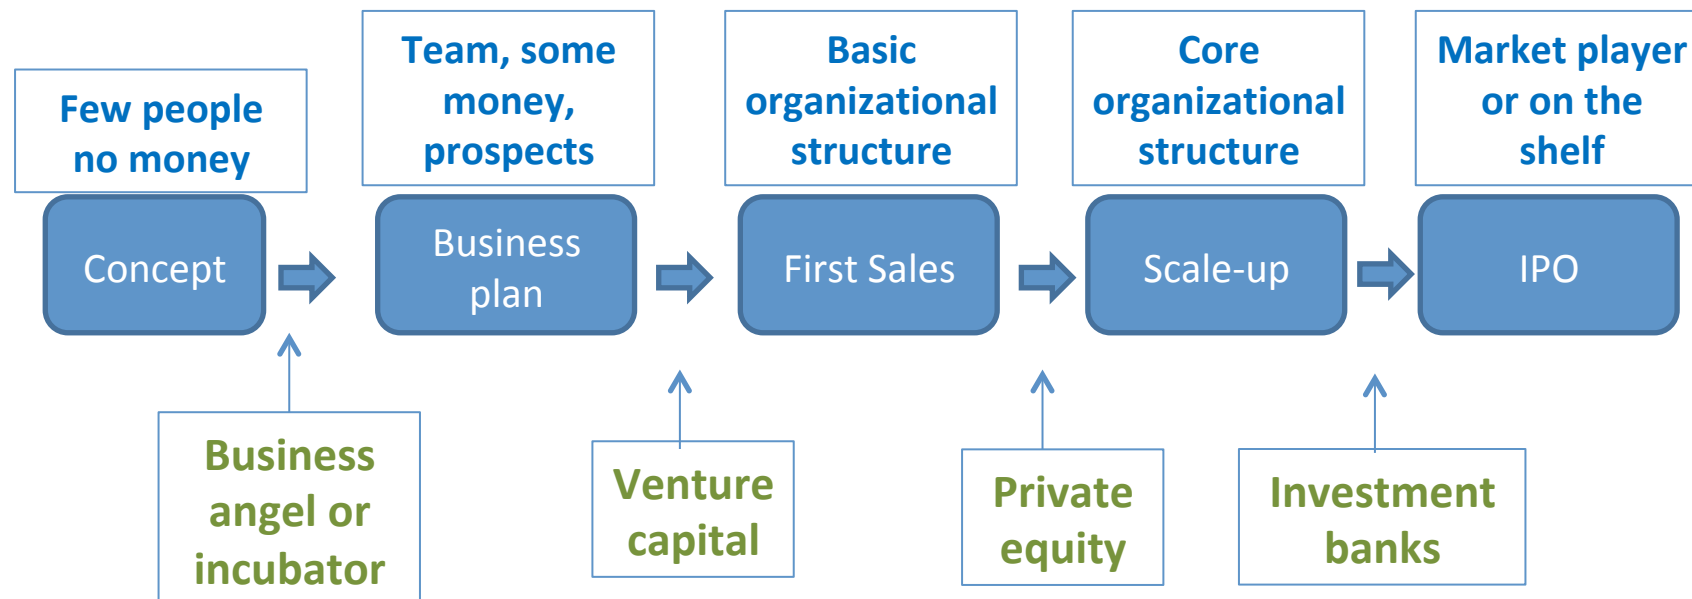 Few people
no money
Team, some
money,
prospects
Basic
organizational
structure
Core
organizational
structure
Market player
or on the
shelf
Concept
Business
plan
First Sales
Scale-up
IPO
Business
angel or
incubator
Venture
capital
Private
equity
Investment
banks